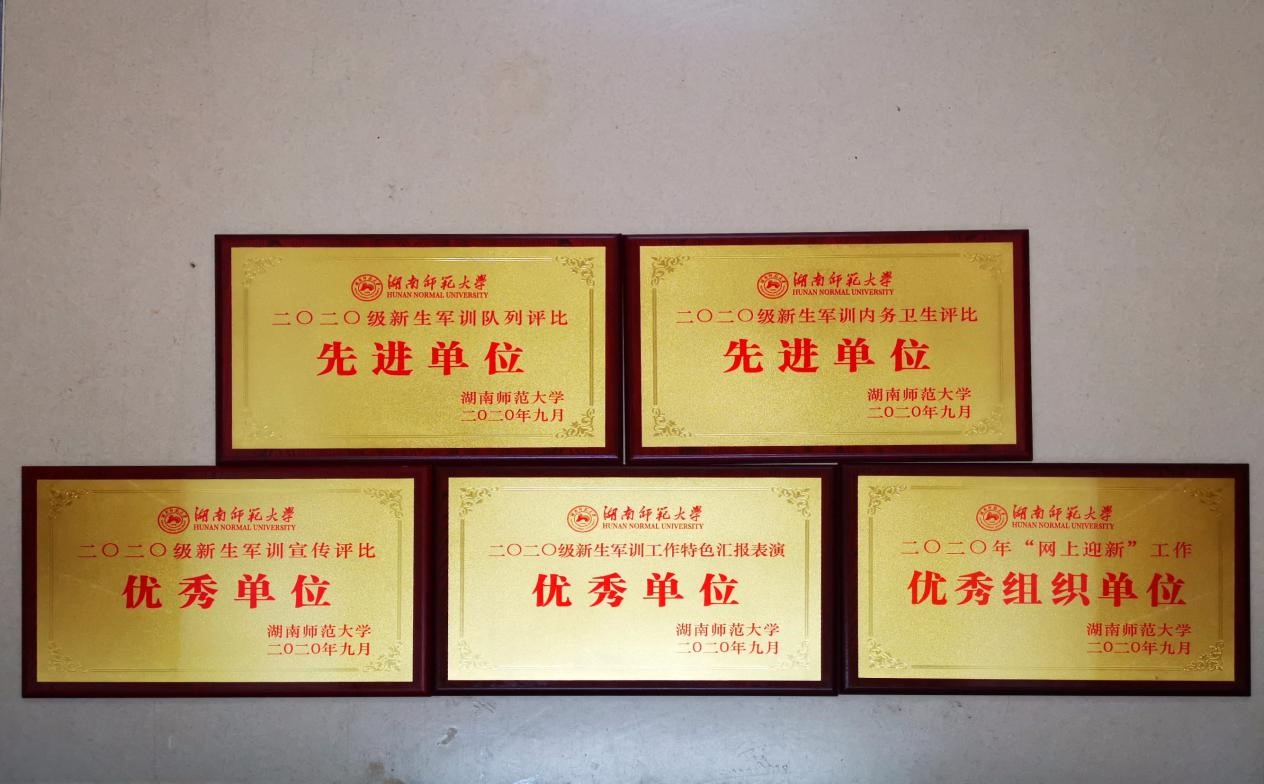 湖南师范大学
HUNAN NORMAL UNIVERSITY
二〇二〇级新生军训队列评比
先进单位
湖南师范大学
二〇二〇年九月
湖南师范大学
HUNAN NORMAL UNIVERSITY
二〇二〇级新生军训内务卫生评比
先进单位
湖南师范大学
二〇二〇年九月
湖南师范大学
HUNAN NORMAL UNIVERSITY
二〇二〇级新生军训宣传评比
优秀单位
湖南师范大学
二〇二〇年九月
湖南师范大学
HUNAN NORMAL UNIVERSITY
二〇二〇级新生军训工作特色汇报表演
优秀单位
湖南师范大学
二〇二〇年九月
湖南师范大学
HUNAN NORMAL UNIVERSITY
二〇二〇年“网上迎新”工作
优秀组织单位
湖南师范大学
二〇二〇年九月